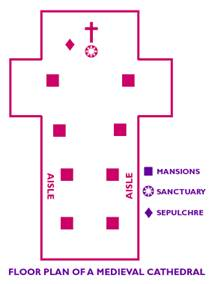 AISLE
AISLE
MANSIONS
SANCTUARY
SEPULCHRE
FLOOR PLAN OF A MEDIEVAL CATHEDRAL